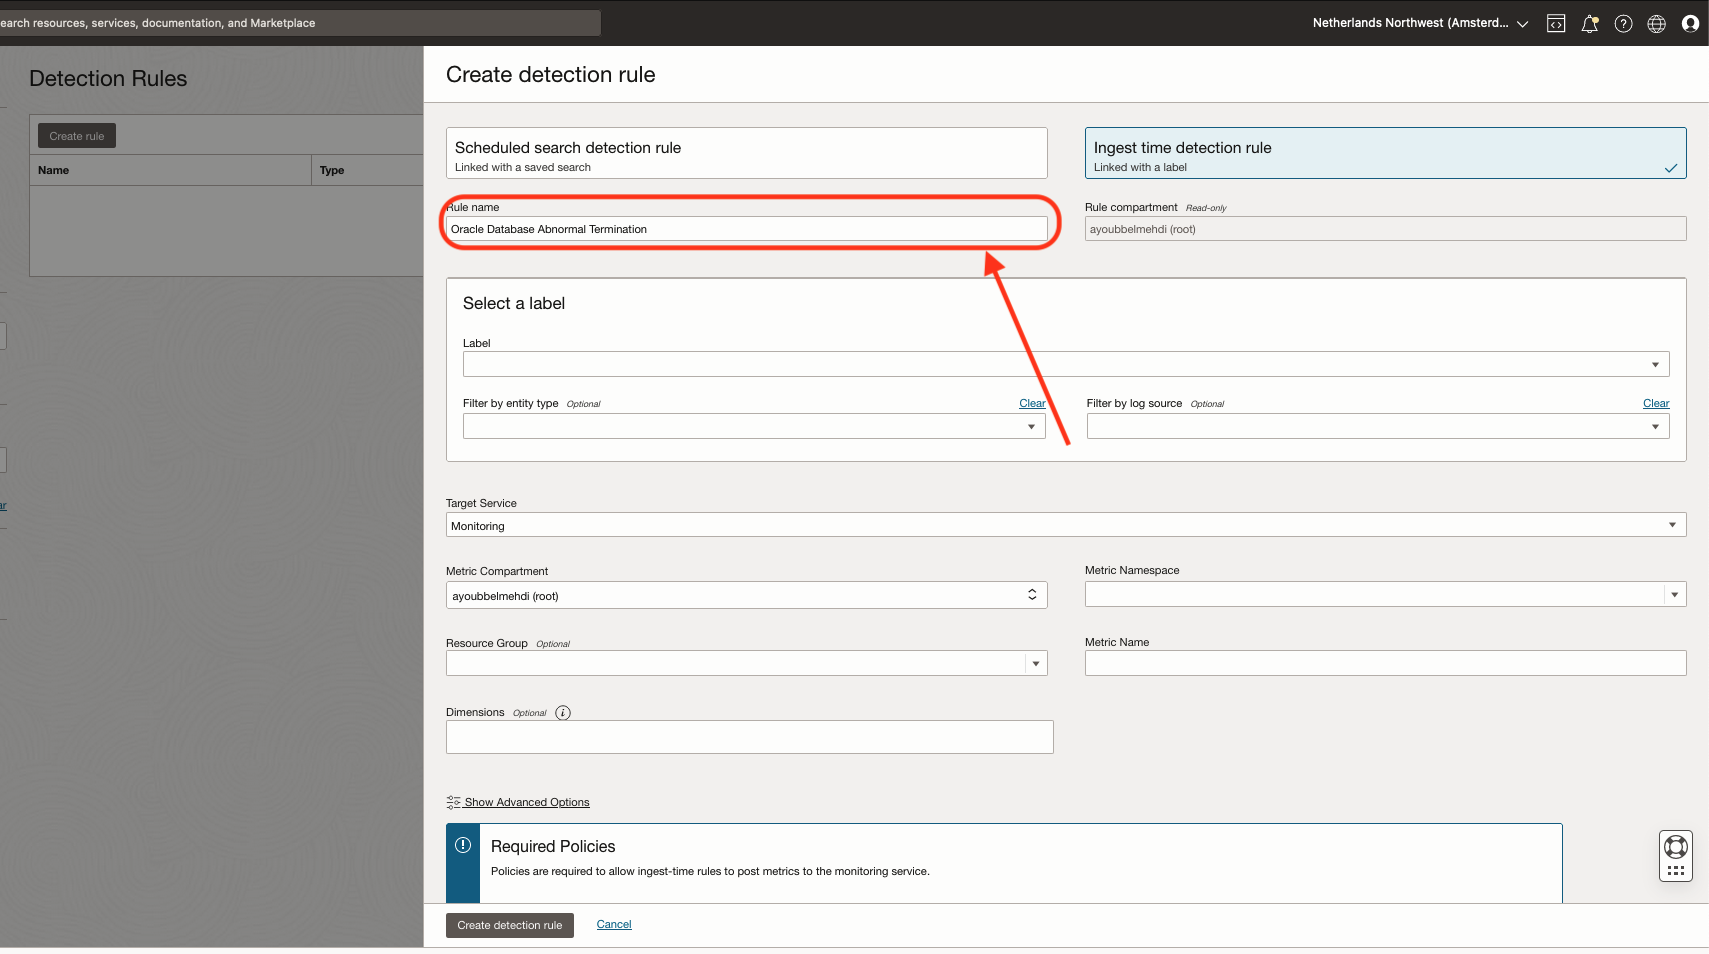 earch resources, services, documentation, and Marketplace
Netherlands Northwest (Amsterd...
Detection Rules
Create rule
Name
Type
ar
Create detection rule
Scheduled search detection rule
Linked with a saved search
Ingest time detection rule
Linked with a label
Rule name
Oracle Database Abnormal Termination
Rule compartment Read-only
ayoubbelmehdi (root)
Select a label
Label
Filter by entity type Optional
Clear
Filter by log source Optional
Clear
Target Service
Monitoring
Metric Compartment
ayoubbelmehdi (root)
Metric Namespace
Resource Group Optional
Metric Name
Dimensions Optional
Show Advanced Options
Required Policies
Policies are required to allow ingest-time rules to post metrics to the monitoring service.
Create detection rule
Cancel